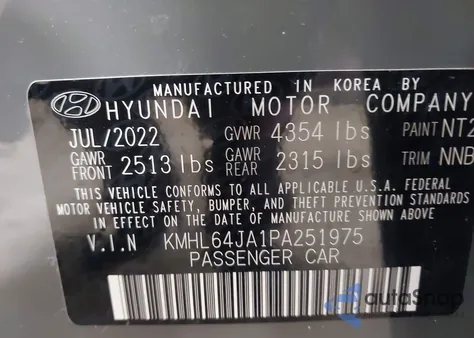 MANUFACTURED IN KOREA BY
HYUNDAI MOTOR COMPANY
JUL/2022 GVWR 4354 lbs PAINT NT2
GAWR FRONT 2513 lbs GAWR REAR 2315 lbs TRIM NNB
THIS VEHICLE CONFORMS TO ALL APPLICABLE U.S.A. FEDERAL
MOTOR VEHICLE SAFETY, BUMPER, AND THEFT PREVENTION STANDARDS
IN EFFECT ON THE DATE OF MANUFACTURE SHOWN ABOVE.
V.I.N KMHL64JA1PA251975
PASSENGER CAR
autoSnap